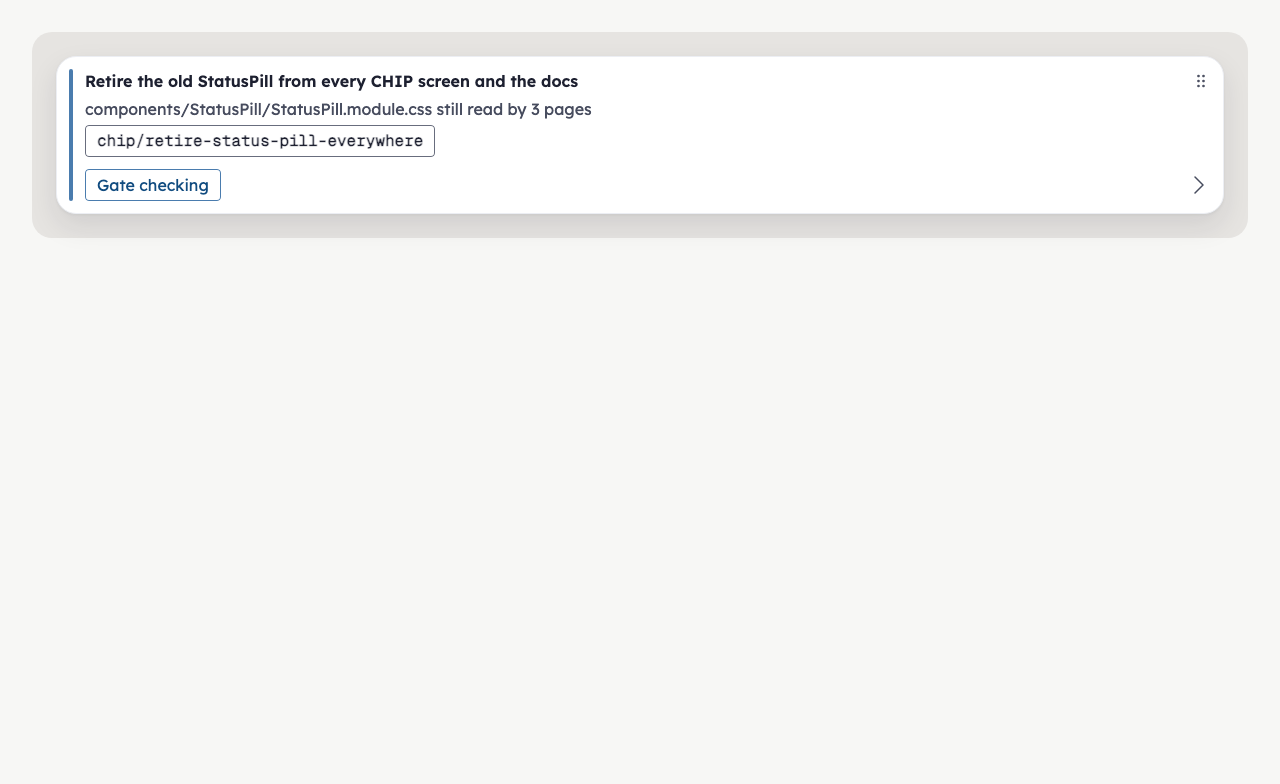 Retire the old StatusPill from every CHIP screen and the docs
components/StatusPill/StatusPill.module.css still read by 3 pages
chip/retire-status-pill-everywhere
Gate checking